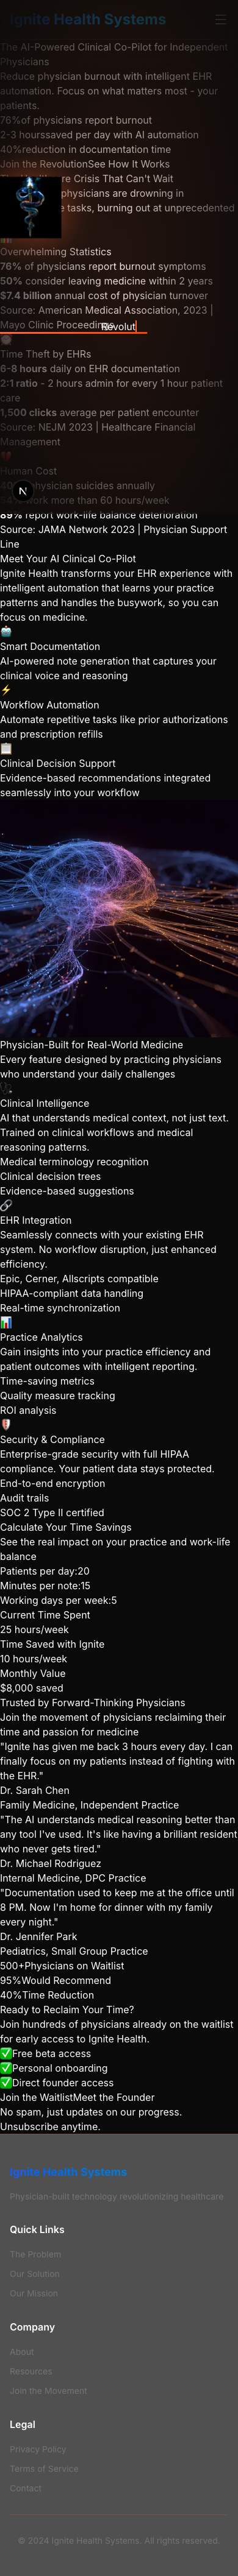 Ignite Health Systems
The AI-Powered Clinical Co-Pilot for Independent
Physicians
Reduce physician burnout with intelligent EHR
automation. Focus on what matters most - your
patients.
76%of physicians report burnout
2-3 hourssaved per day with AI automation
40%reduction in documentation time
Join the RevolutionSee How It Works
re Crisis That Can't Wait
physicians are drowning in
tasks, burning out at unprecedented
Overwhelming Statistics
76% of physicians report burnout symptoms
50% consider leaving medicine within 2 years
$7.4 billion annual cost of physician turnover
Source: American Medical Association, 2023 |
Mayo Clinic Proceedings
Revolut
Time Theft by EHRs
6-8 hours daily on EHR documentation
2:1 ratio - 2 hours admin for every 1 hour patient
care
1,500 clicks average per patient encounter
Source: NEJM 2023 | Healthcare Financial
Management
Human Cost
physician suicides annually
work more than 60 hours/week
N
89% report work-life balance deterioration
Source: JAMA Network 2023 | Physician Support
Line
Meet Your AI Clinical Co-Pilot
Ignite Health transforms your EHR experience with
intelligent automation that learns your practice
patterns and handles the busywork, so you can
focus on medicine.
Smart Documentation
AI-powered note generation that captures your
clinical voice and reasoning
Workflow Automation
Automate repetitive tasks like prior authorizations
and prescription refills
Clinical Decision Support
Evidence-based recommendations integrated
seamlessly into your workflow
Physician-Built for Real-World Medicine
Every feature designed by practicing physicians
who understand your daily challenges
Clinical Intelligence
AI that understands medical context, not just text.
Trained on clinical workflows and medical
reasoning patterns.
Medical terminology recognition
Clinical decision trees
Evidence-based suggestions
EHR Integration
Seamlessly connects with your existing EHR
system. No workflow disruption, just enhanced
efficiency.
Epic, Cerner, Allscripts compatible
HIPAA-compliant data handling
Real-time synchronization
Practice Analytics
Gain insights into your practice efficiency and
patient outcomes with intelligent reporting.
Time-saving metrics
Quality measure tracking
ROI analysis
Security & Compliance
Enterprise-grade security with full HIPAA
compliance. Your patient data stays protected.
End-to-end encryption
Audit trails
SOC 2 Type II certified
Calculate Your Time Savings
See the real impact on your practice and work-life
balance
Patients per day:20
Minutes per note:15
Working days per week:5
Current Time Spent
25 hours/week
Time Saved with Ignite
10 hours/week
Monthly Value
$8,000 saved
Trusted by Forward-Thinking Physicians
Join the movement of physicians reclaiming their
time and passion for medicine
"Ignite has given me back 3 hours every day. I can
finally focus on my patients instead of fighting with
the EHR."
Dr. Sarah Chen
Family Medicine, Independent Practice
"The AI understands medical reasoning better than
any tool I've used. It's like having a brilliant resident
who never gets tired."
Dr. Michael Rodriguez
Internal Medicine, DPC Practice
"Documentation used to keep me at the office until
8 PM. Now I'm home for dinner with my family
every night."
Dr. Jennifer Park
Pediatrics, Small Group Practice
500+Physicians on Waitlist
95%Would Recommend
40%Time Reduction
Ready to Reclaim Your Time?
Join hundreds of physicians already on the waitlist
for early access to Ignite Health.
✅Free beta access
✅Personal onboarding
✅Direct founder access
Join the WaitlistMeet the Founder
No spam, just updates on our progress.
Unsubscribe anytime.
Ignite Health Systems
Physician-built technology revolutionizing healthcare
Quick Links
The Problem
Our Solution
Our Mission
Company
About
Resources
Join the Movement
Legal
Privacy Policy
Terms of Service
Contact
© 2024 Ignite Health Systems. All rights reserved.